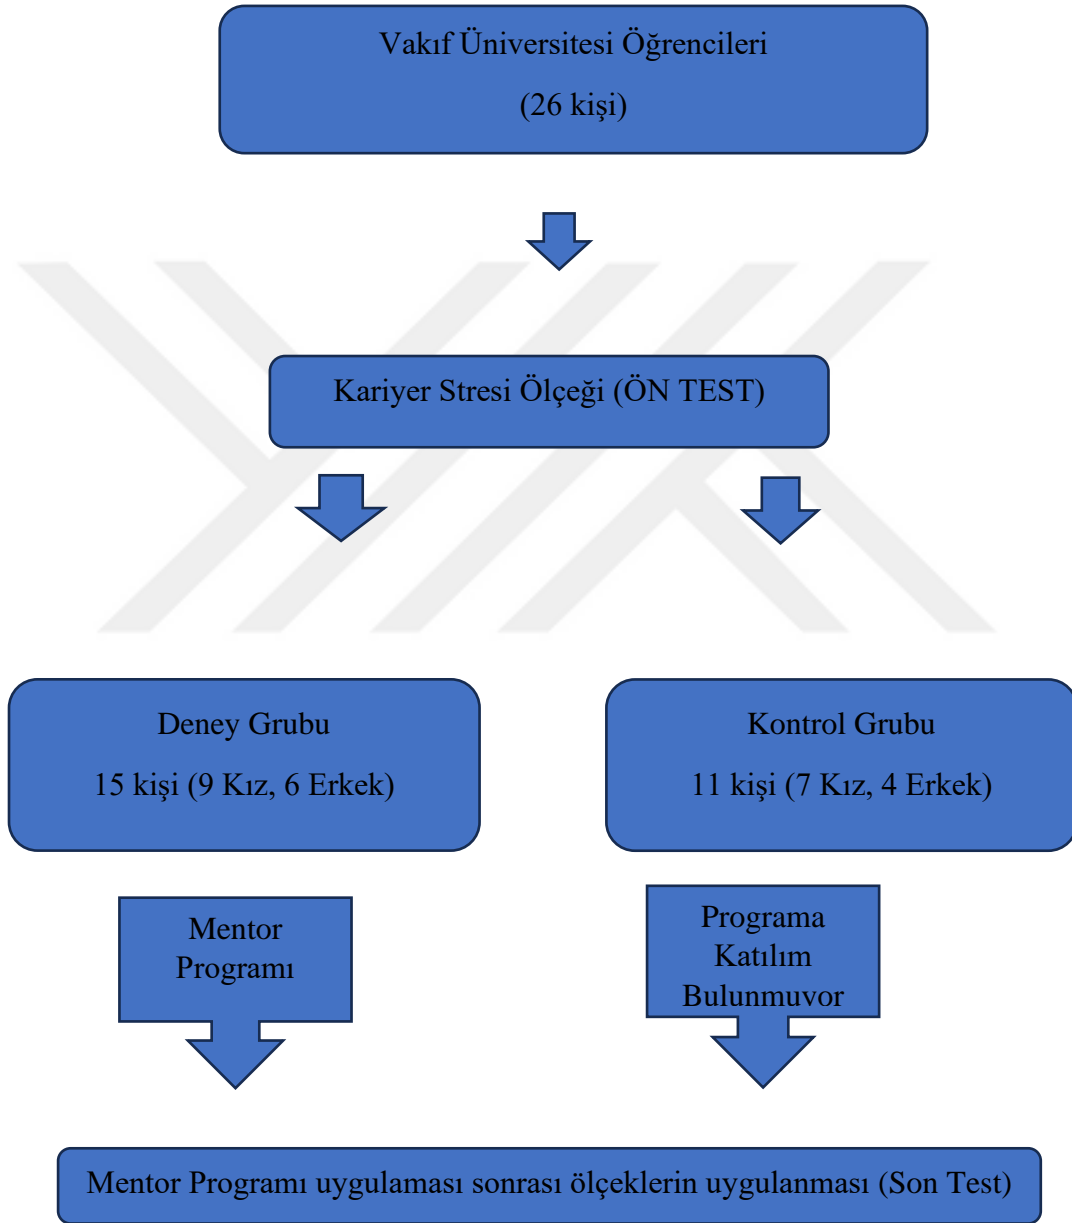 Vakıf Üniversitesi Öğrencileri
(26 kişi)
Kariyer Stresi Ölçeği (ÖN TEST)
Deney Grubu
15 kişi (9 Kız, 6 Erkek)
Kontrol Grubu
11 kişi (7 Kız, 4 Erkek)
Mentor
Programı
Programa
Katılım
Bulunmuyor
Mentor Programı uygulaması sonrası ölçeklerin uygulanması (Son Test)